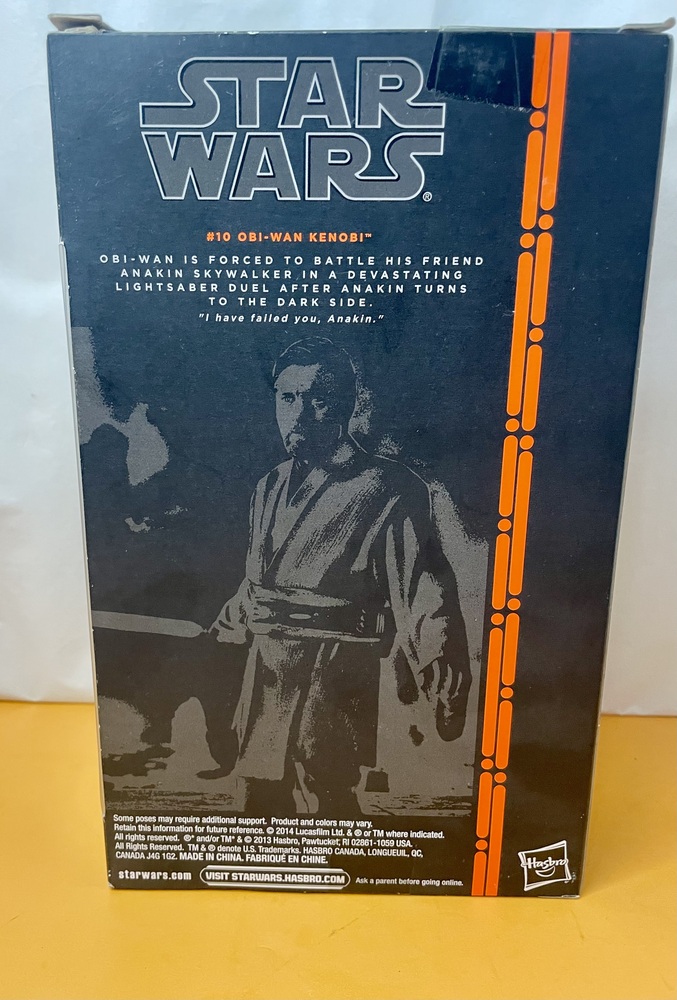 STAR
WARS®
#10 OBI-WAN KENOBI™
OBI-WAN IS FORCED TO BATTLE HIS FRIEND
ANAKIN SKYWALKER IN A DEVASTATING
LIGHTSABER DUEL AFTER ANAKIN TURNS
TO THE DARK SIDE.
"I have failed you, Anakin."
Some poses may require additional support. Product and colors may vary.
Retain this information for future reference. © 2014 Lucasfilm Ltd. & ® or TM where indicated.
All rights reserved. ®* and/or TM* & © 2013 Hasbro, Pawtucket, RI 02861-1059 USA.
All Rights Reserved. TM & ® denote U.S. Trademarks. HASBRO CANADA, LONGUEUIL, QC,
CANADA J4G 1G2. MADE IN CHINA. FABRIQUÉ EN CHINE.
starwars.com VISIT STARWARS.HASBRO.COM Ask a parent before going online.
Hasbro